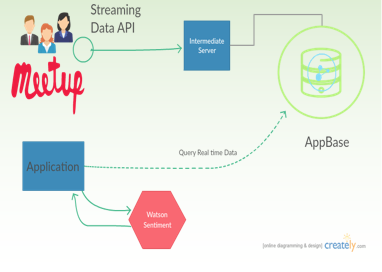 Streaming
Data API
Intermediate
Server
Meetup
AppBase
Query Real time Data
Application
Watson
Sentiment
[online diagramming & design] creately.com